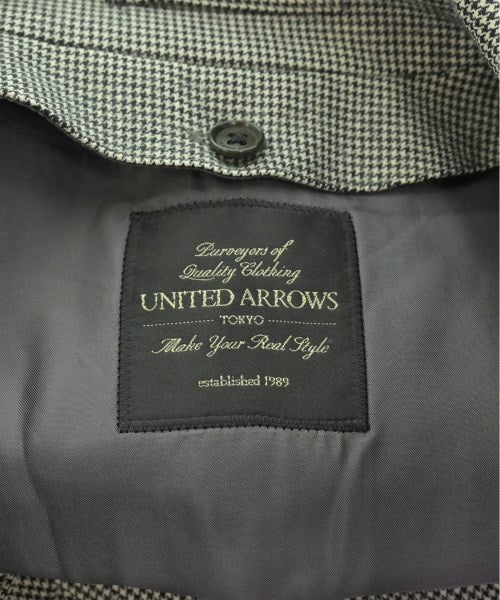 Purveyors of
Quality Clothing
UNITED ARROWS
TOKYO
Make Your Real Style
established 1989